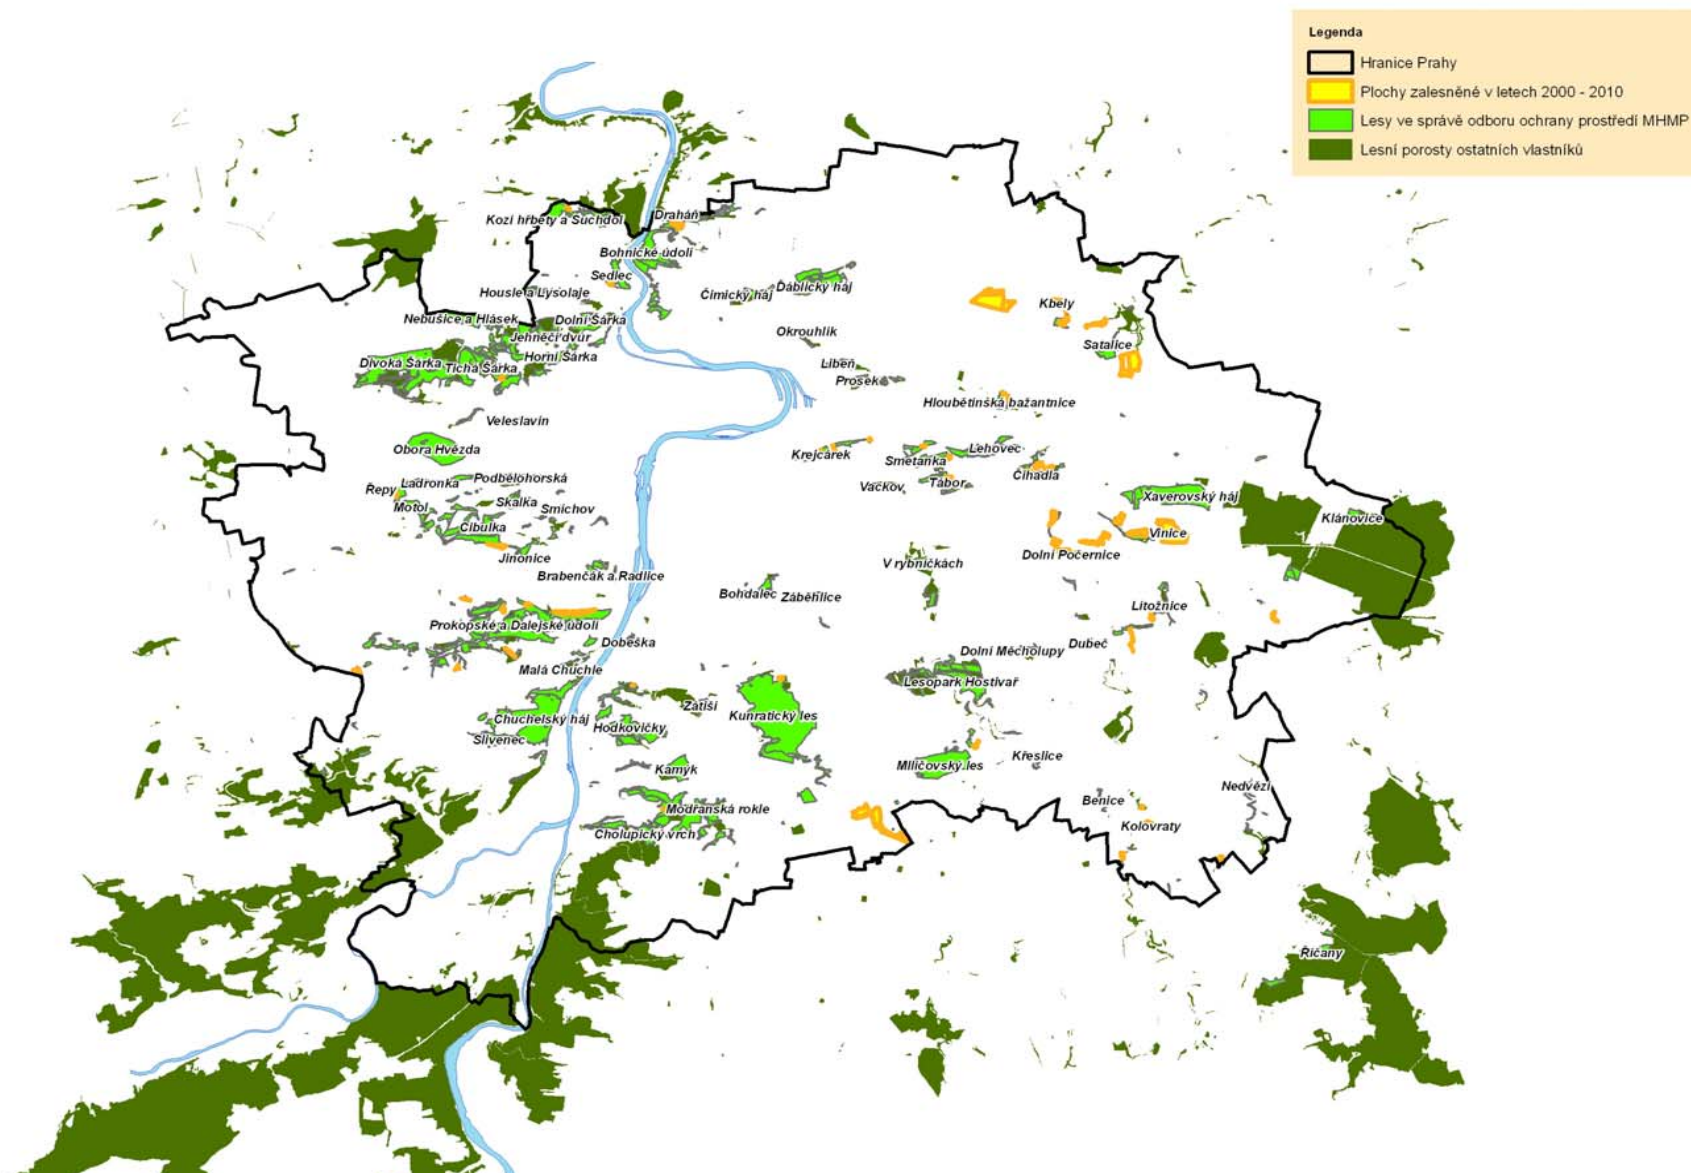 Legenda
Hranice Prahy
Plochy zalesněné v letech 2000 - 2010
Lesy ve správě odboru ochrany prostředí MHMP
Lesní porosty ostatních vlastníků
Kozí hřbety a Suchdol
Draháň
Bohnické údolí
Sedlec
Housle a Lysolaje
Čimický háj
Ďáblický háj
Kbely
Nebušice a Hlásek
Dolní Šárka
Jehněčí dvůr
Okrouhlík
Satalice
Horní Šárka
Divoká Šárka
Tichá Šárka
Libeň
Prosek
Hloubětínská bažantnice
Veleslavín
Obora Hvězda
Krejcárek
Smetanka
Lehovec
Čihadla
Podbělohorská
Ladronka
Řepy
Vackov
Tábor
Xaverovský háj
Motol
Skalka
Smíchov
Klánovice
Cibulka
Vinice
Jinonice
Dolní Počernice
V rybníčkách
Brabenčák a Radlice
Bohdalec
Záběhlice
Litožnice
Prokopské a Dalejské údolí
Dobeška
Dubeč
Dolní Měcholupy
Malá Chuchle
Lesopark Hostivař
Zátiší
Kunratický les
Chuchelský háj
Hodkovičky
Slivenec
Křeslice
Milíčovský les
Kamýk
Nedvězí
Benice
Modřanská rokle
Kolovraty
Cholupický vrch
Říčany